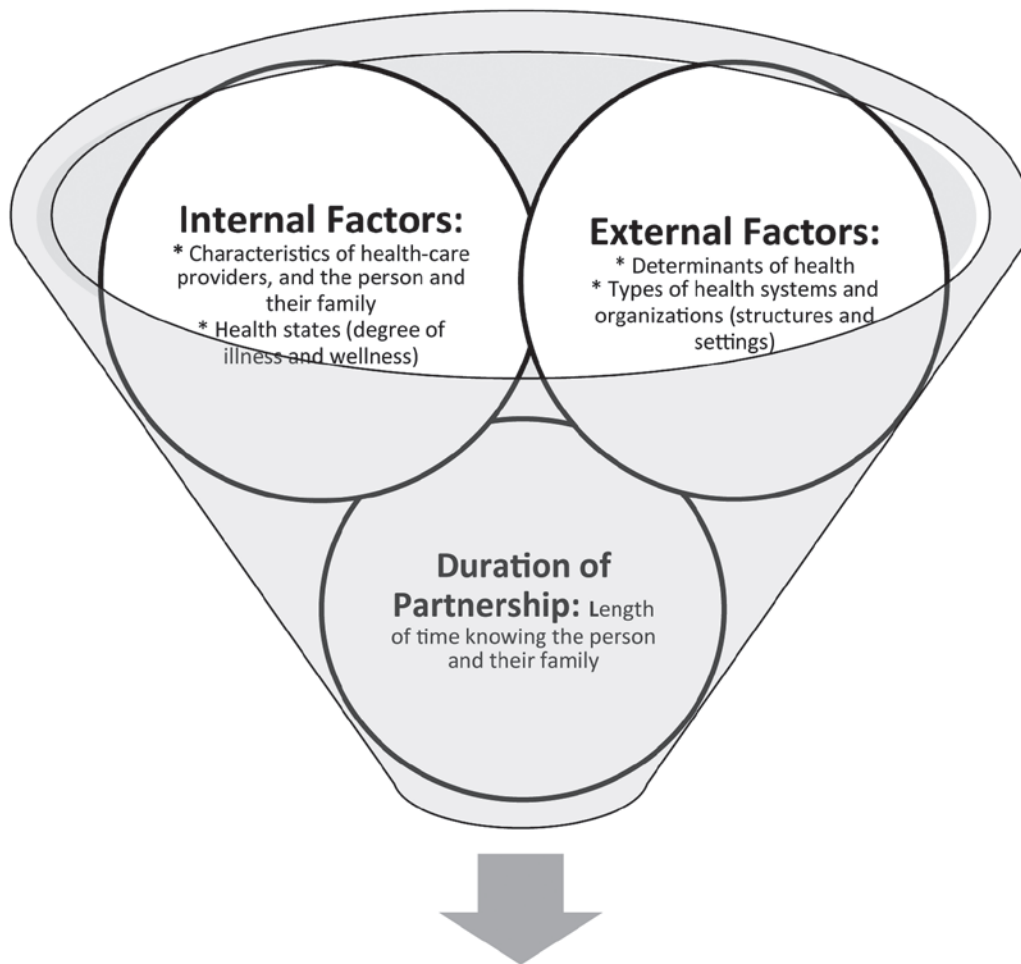 Internal Factors:
* Characteristics of health-care
providers, and the person and
their family
* Health states (degree of
illness and wellness)
External Factors:
* Determinants of health
* Types of health systems and
organizations (structures and
settings)
Duration of
Partnership: Length
of time knowing the person
and their family